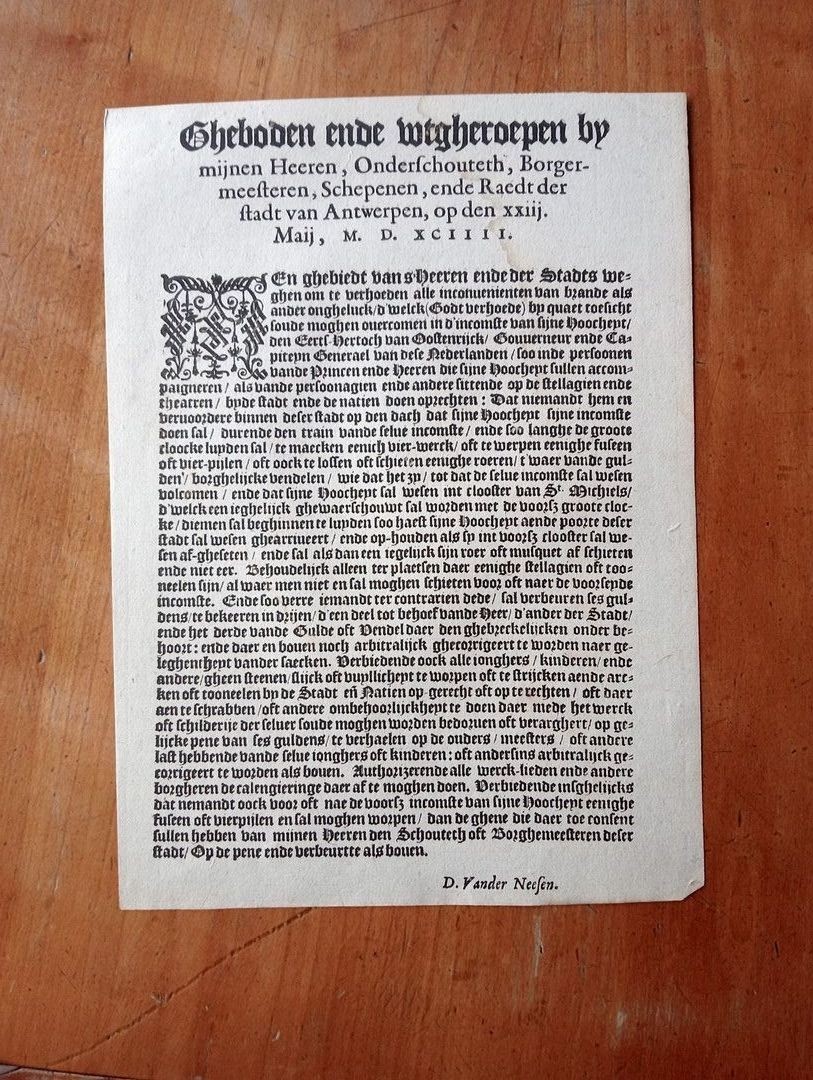 Gheboden ende wtgheroepen by
mijnen Heeren, Onderſchouteth, Borger-
meeſteren, Schepenen, ende Raedt der
ſtadt van Antwerpen, op den xxiij.
Maij, M. D. XCIIII.
MEn ghebiedt van s'Heeren ende der Stadts we-
ghen om te verhoeden alle inconuenienten van brande als
ander ongheluck/d'welck (Godt verhoede) by quaet toeſicht
ſoude moghen ouercomen in d'incomſte van ſijne Hoocheyt/
den Eerts-Hertoch van Ooſtenrijck/ Gouuerneur ende Ca-
piteyn Generael van deſe Nederlanden / ſoo inde perſoonen
vande Princen ende Heeren die ſijne Hoocheyt ſullen accom-
paigneren/ als vande perſoonagien ende andere ſittende op de ſtellagien ende
theatren / byde ſtadt ende de natien doen oprechten : Dat niemandt hem en
veruoordere binnen deſer ſtadt op den dach dat ſijne Hoocheyt ſijne incomſte
doen ſal / durende den train vande ſelue incomſte / ende ſoo langhe de groote
cloocke luyden ſal/ te maecken eenich vier-werck/ oft te werpen eenighe fuſeen
oft vier-pijlen / oft oock te loſſen oft ſchieten eenighe roeren/ t'waer vande gul-
den/ borghelijcke vendelen / wie dat het zy/ tot dat de ſelue incomſte ſal weſen
volcomen / ende dat ſijne Hoocheyt ſal weſen int clooſter van St. Michiels/
d'welck een ieghelijck ghewaerſchouwt ſal worden met de voorſz groote cloc-
ke/ diemen ſal beghinnen te luyden ſoo haeſt ſijne Hoocheyt aende poorte deſer
ſtadt ſal weſen ghearriueert / ende op-houden als ſy int voorſz clooſter ſal we-
ſen af-gheſeten / ende ſal als dan een iegeluck ſijn roer oft muſquet af ſchieten
ende niet eer. Behoudelijck alleen ter plaetſen daer eenighe ſtellagien oft too-
neelen ſijn/ al waer men niet en ſal moghen ſchieten voor oft naer de voorſeyde
incomſte. Ende ſoo verre iemandt ter contrarien dede/ ſal verbeuren ſes gul-
dens/te bekeeren in drijen/ d'een deel tot behoef vande Heer/ d'ander der Stadt/
ende het derde vande Gulde oft Vendel daer den ghebreckelijcken onder be-
hoort : ende daer en bouen noch arbitralijck ghecorrigeert te worden naer ge-
leghentheyt vander ſaecken. Verbiedende oock alle ionghers / kinderen/ ende
andere/ gheen ſteenen/ſlijck oft vuyllicheyt te worpen oft te ſtrijcken aende arc-
ken oft tooneelen by de Stadt eñ Natien op-gerecht oft op te rechten / oft daer
aen te ſchrabben/ oft andere ombehoorlijckheyt te doen daer mede het werck
oft ſchilderije der ſeluer ſoude moghen worden bedoruen oft verarghert/ op ge-
lijcke pene van ſes guldens/ te verhaelen op de ouders / meeſters / oft andere
laſt hebbende vande ſelue ionghers oft kinderen : oft anderſins arbitralijck ge-
corrigeert te worden als bouen. Authorizerende alle werck-lieden ende andere
borgheren de calengieringe daer af te moghen doen. Verbiedende inſghelijcks
dat nemandt oock voor oft nae de voorſz incomſte van ſijne Hoocheyt eenighe
fuſeen oft vierpijlen en ſal moghen worpen/ dan de ghene die daer toe conſent
ſullen hebben van mijnen Heeren den Schouteth oft Borghemeeſteren deſer
ſtadt/ Op de pene ende verbeurtte als bouen.
D. Vander Neeſen.